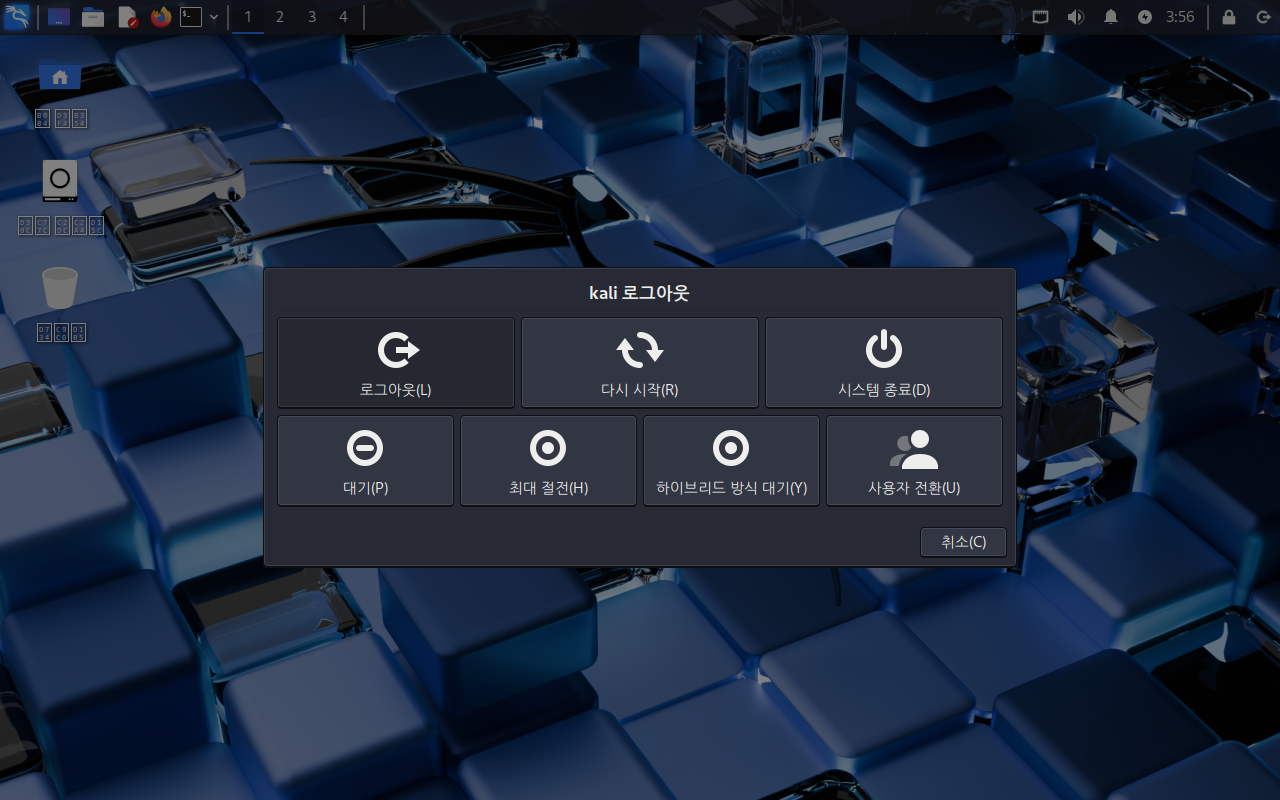 1 2 3 4
3:56
kali 로그아웃
로그아웃(L)
다시 시작(R)
시스템 종료(D)
대기(P)
최대 절전(H)
하이브리드 방식 대기(Y)
사용자 전환(U)
취소(C)